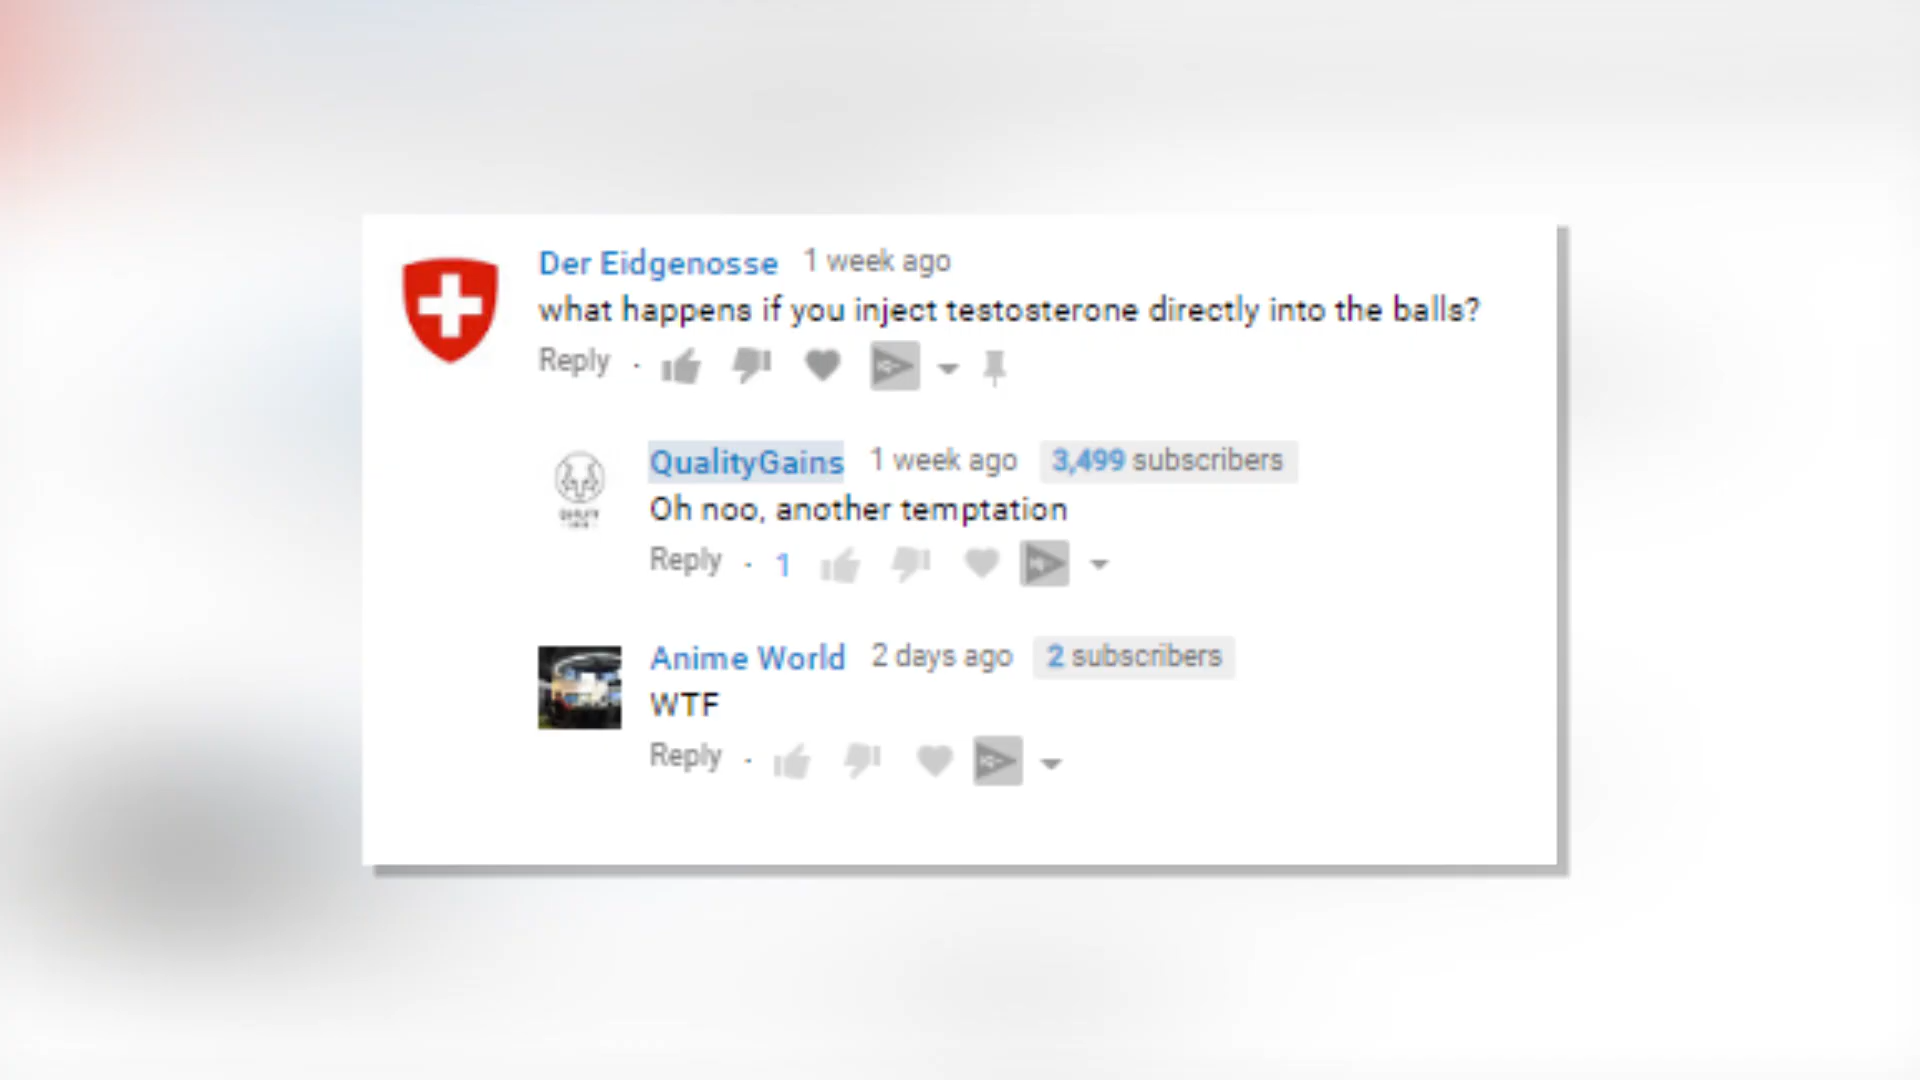 Der Eidgenosse 1 week ago
what happens if you inject testosterone directly into the balls?
Reply
QualityGains 1 week ago 3,499 subscribers
Oh noo, another temptation
Reply · 1
Anime World 2 days ago 2 subscribers
WTF
Reply